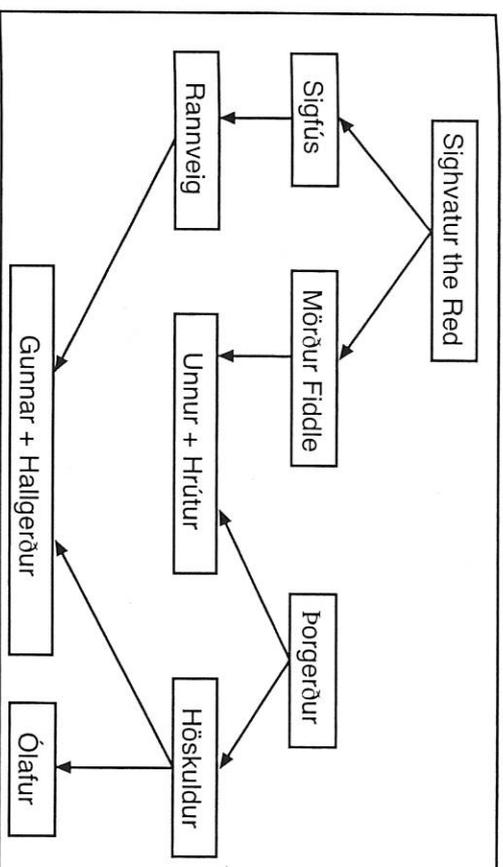 Sighvatur the Red
Sigfús
Mörður Fiddle
Þorgerður
Rannveig
Unnur + Hrútur
Höskuldur
Gunnar + Hallgerður
Ólafur